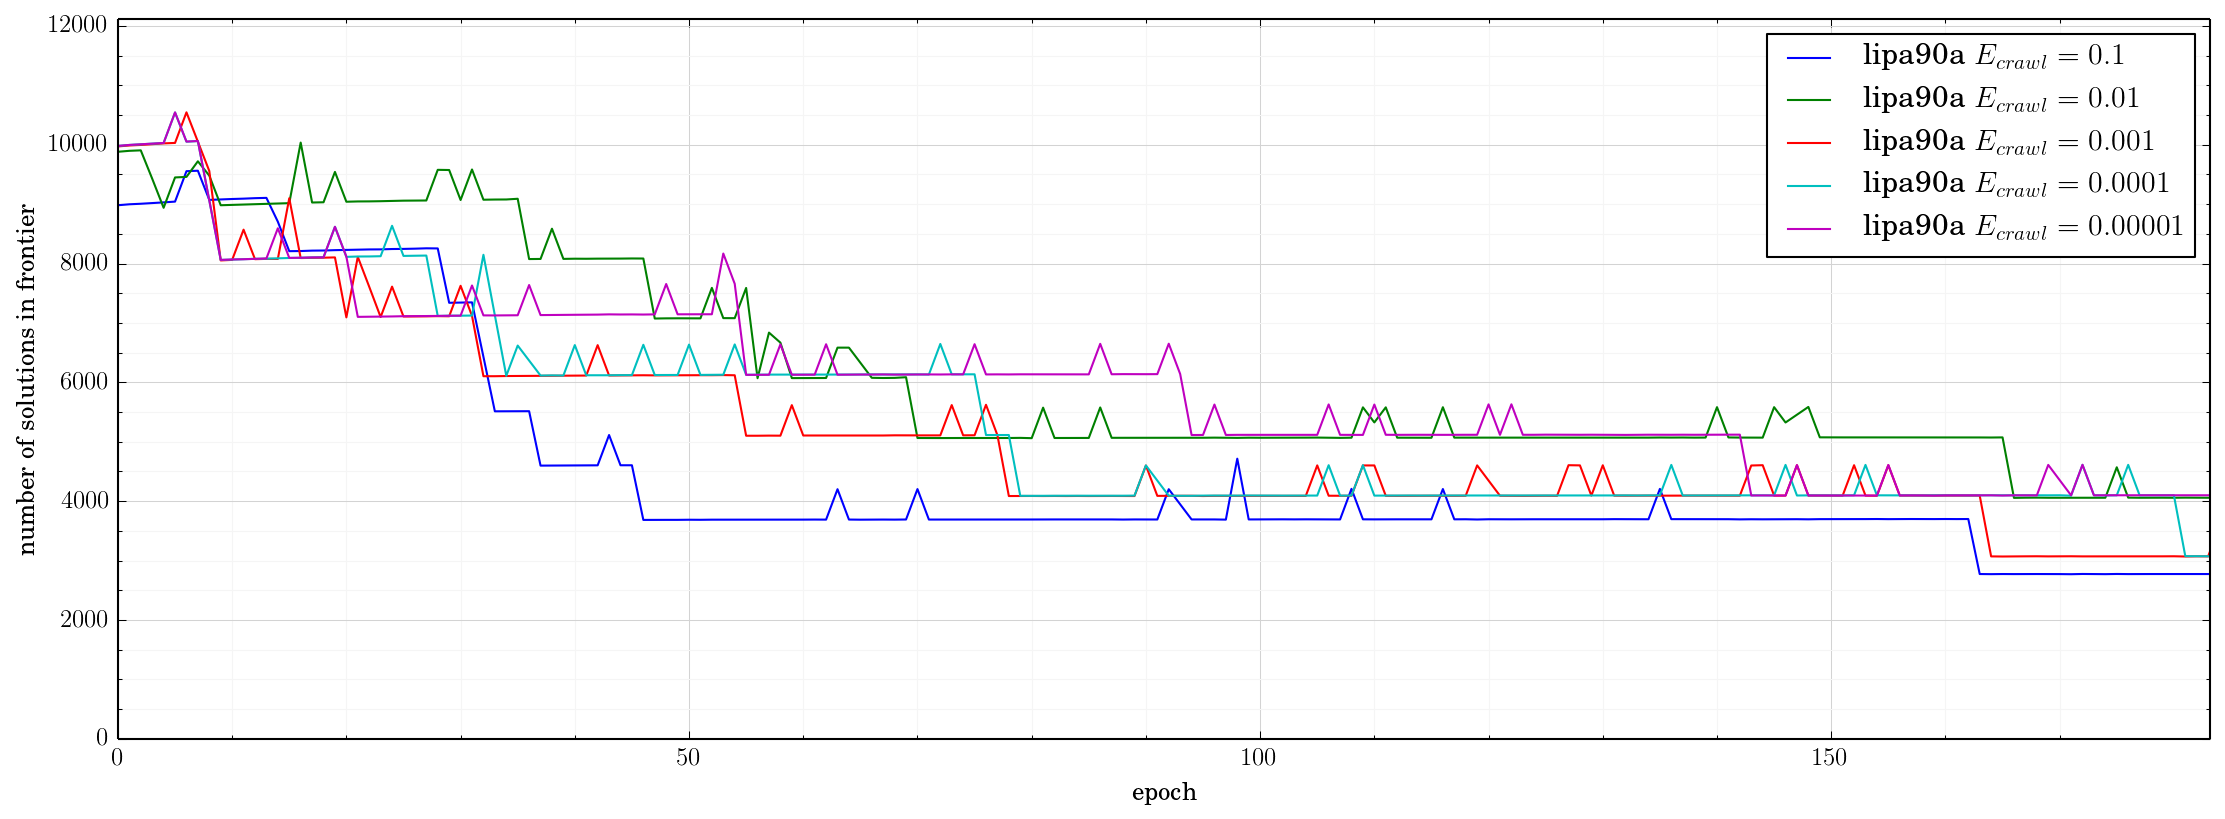 12000
10000
8000
6000
4000
2000
0
number of solutions in frontier
0 50 100 150
epoch
lipa90a E_crawl = 0.1
lipa90a E_crawl = 0.01
lipa90a E_crawl = 0.001
lipa90a E_crawl = 0.0001
lipa90a E_crawl = 0.00001